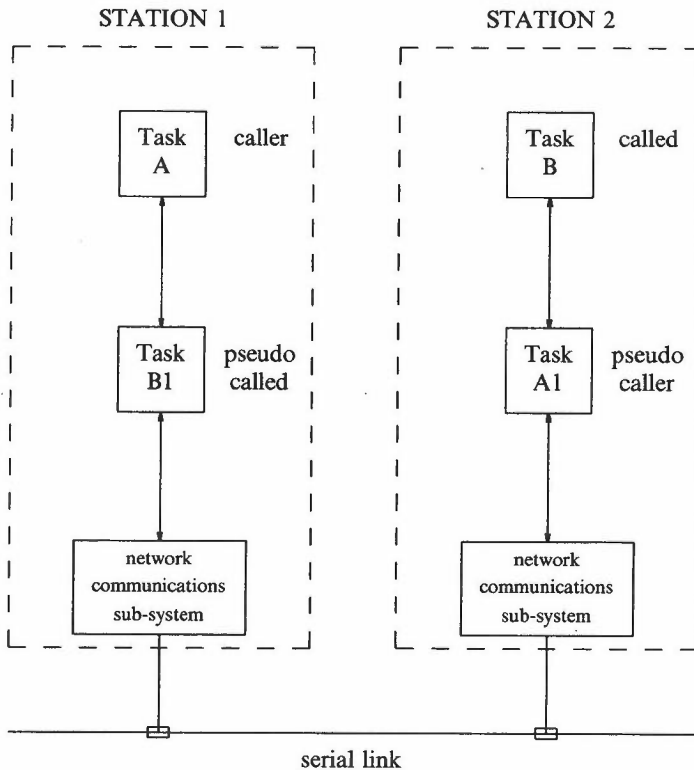 STATION 1
STATION 2
Task
A
caller
Task
B
called
Task
B1
pseudo
called
Task
A1
pseudo
caller
network
communications
sub-system
network
communications
sub-system
serial link